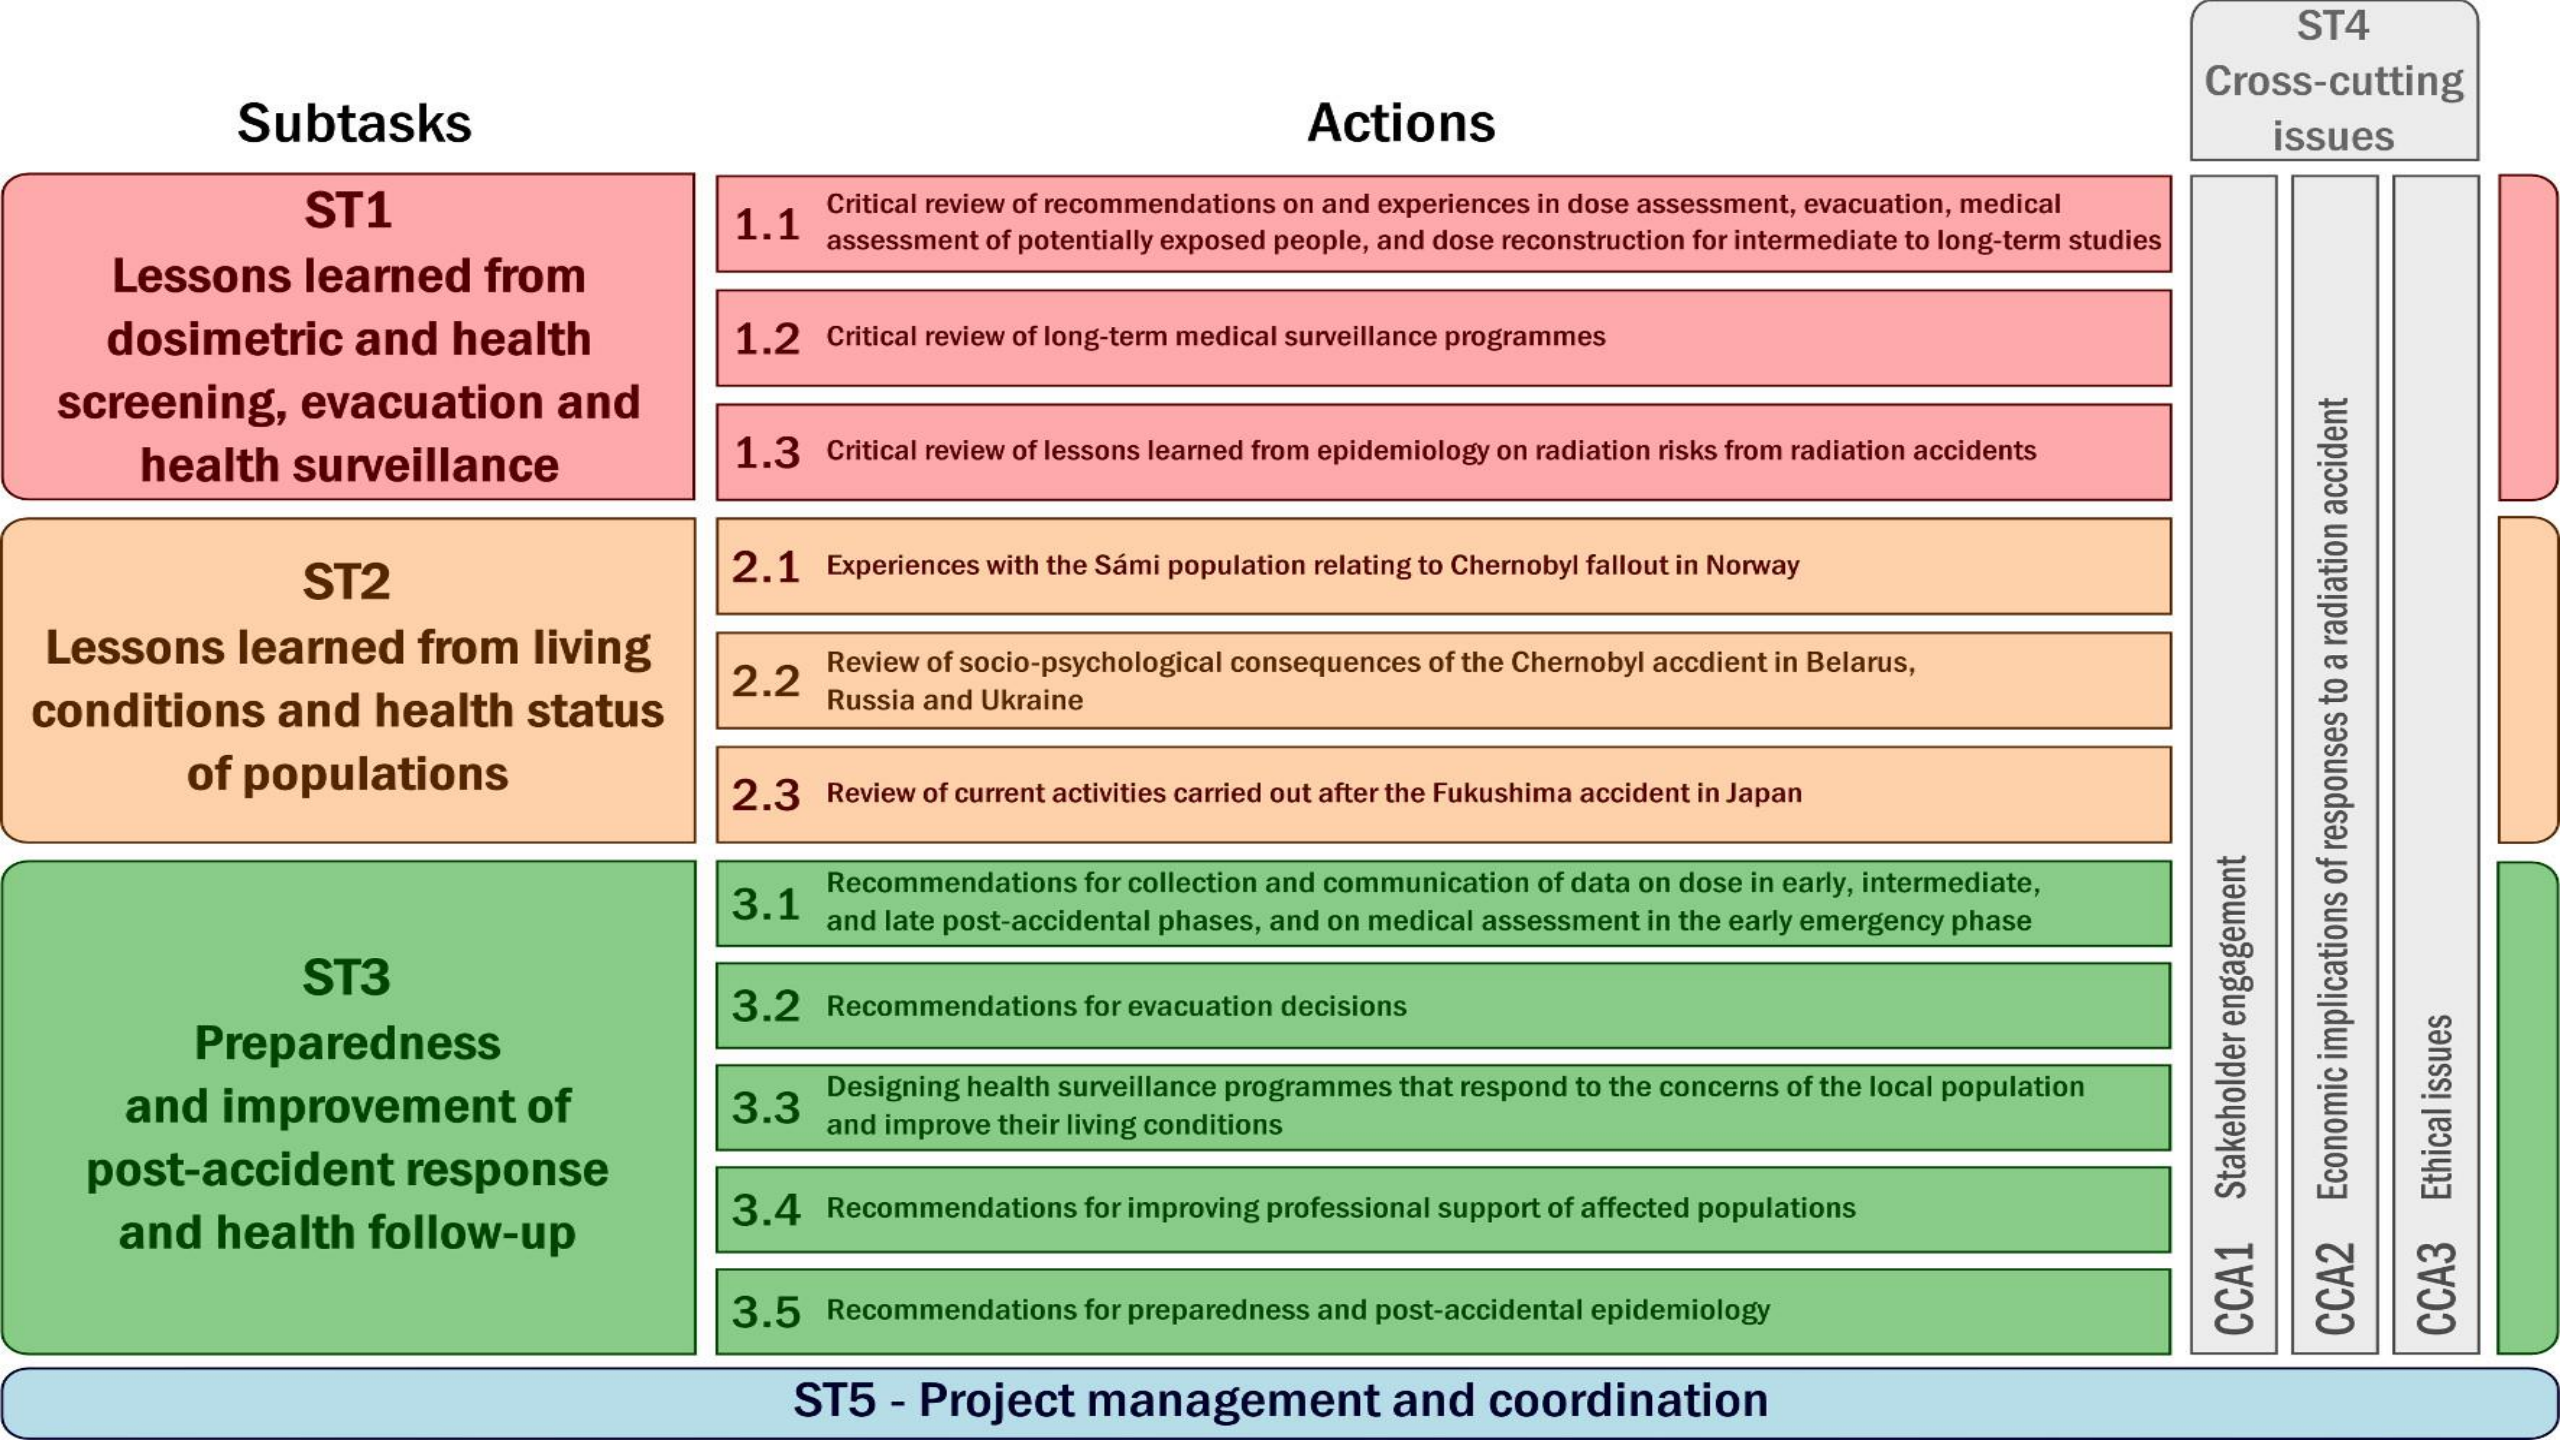 Subtasks
Actions
ST4
Cross-cutting
issues
ST1
Lessons learned from
dosimetric and health
screening, evacuation and
health surveillance
1.1
Critical review of recommendations on and experiences in dose assessment, evacuation, medical
assessment of potentially exposed people, and dose reconstruction for intermediate to long-term studies
1.2 Critical review of long-term medical surveillance programmes
1.3 Critical review of lessons learned from epidemiology on radiation risks from radiation accidents
ST2
Lessons learned from living
conditions and health status
of populations
2.1 Experiences with the Sámi population relating to Chernobyl fallout in Norway
2.2
Review of socio-psychological consequences of the Chernobyl accdient in Belarus,
Russia and Ukraine
2.3 Review of current activities carried out after the Fukushima accident in Japan
ST3
Preparedness
and improvement of
post-accident response
and health follow-up
3.1
Recommendations for collection and communication of data on dose in early, intermediate,
and late post-accidental phases, and on medical assessment in the early emergency phase
3.2 Recommendations for evacuation decisions
3.3
Designing health surveillance programmes that respond to the concerns of the local population
and improve their living conditions
3.4 Recommendations for improving professional support of affected populations
3.5 Recommendations for preparedness and post-accidental epidemiology
CCA1 Stakeholder engagement
CCA2 Economic implications of responses to a radiation accident
CCA3 Ethical issues
ST5 - Project management and coordination